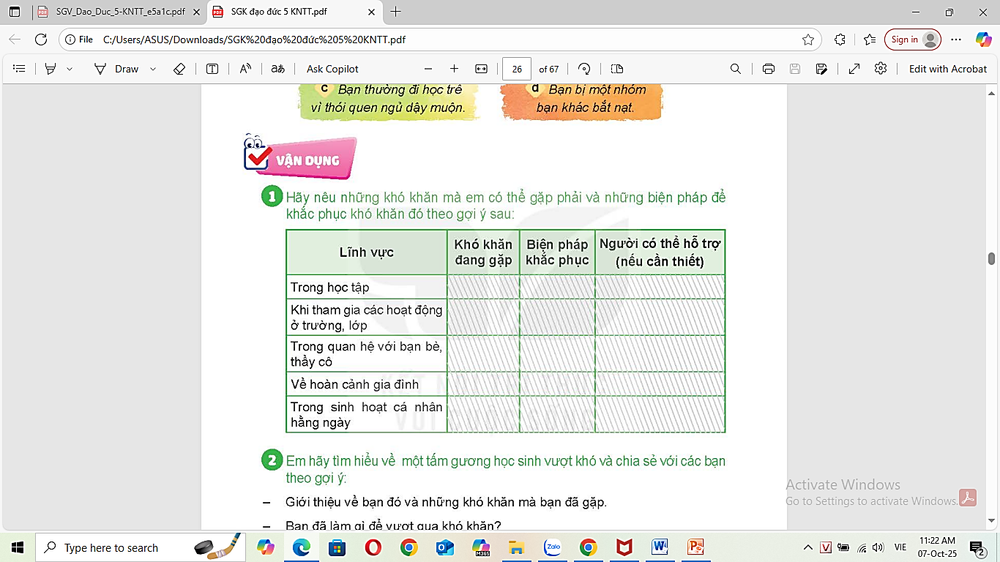 SGV_Dao_Duc_5-KNTT_e5a1c.pdf
SGK đạo đức 5 KNTT.pdf
File C:/Users/ASUS/Downloads/SGK%20đạo%20đức%205%20KNTT.pdf
Sign in
Draw
Ask Copilot
26 of 67
Edit with Acrobat
c Bạn thường đi học trễ
vì thói quen ngủ dậy muộn.
d Bạn bị một nhóm
bạn khác bắt nạt.
VẬN DỤNG
1 Hãy nêu những khó khăn mà em có thể gặp phải và những biện pháp để
khắc phục khó khăn đó theo gợi ý sau:
Lĩnh vực
Khó khăn
đang gặp
Biện pháp
khắc phục
Người có thể hỗ trợ
(nếu cần thiết)
Trong học tập
Khi tham gia các hoạt động
ở trường, lớp
Trong quan hệ với bạn bè,
thầy cô
Về hoàn cảnh gia đình
Trong sinh hoạt cá nhân
hằng ngày
2 Em hãy tìm hiểu về một tấm gương học sinh vượt khó và chia sẻ với các bạn
theo gợi ý:
– Giới thiệu về bạn đó và những khó khăn mà bạn đã gặp.
– Bạn đã làm gì để vượt qua khó khăn?
Activate Windows
Go to Settings to activate Windows.
Type here to search
M365
Zalo
VIE
11:22 AM
07-Oct-25
2